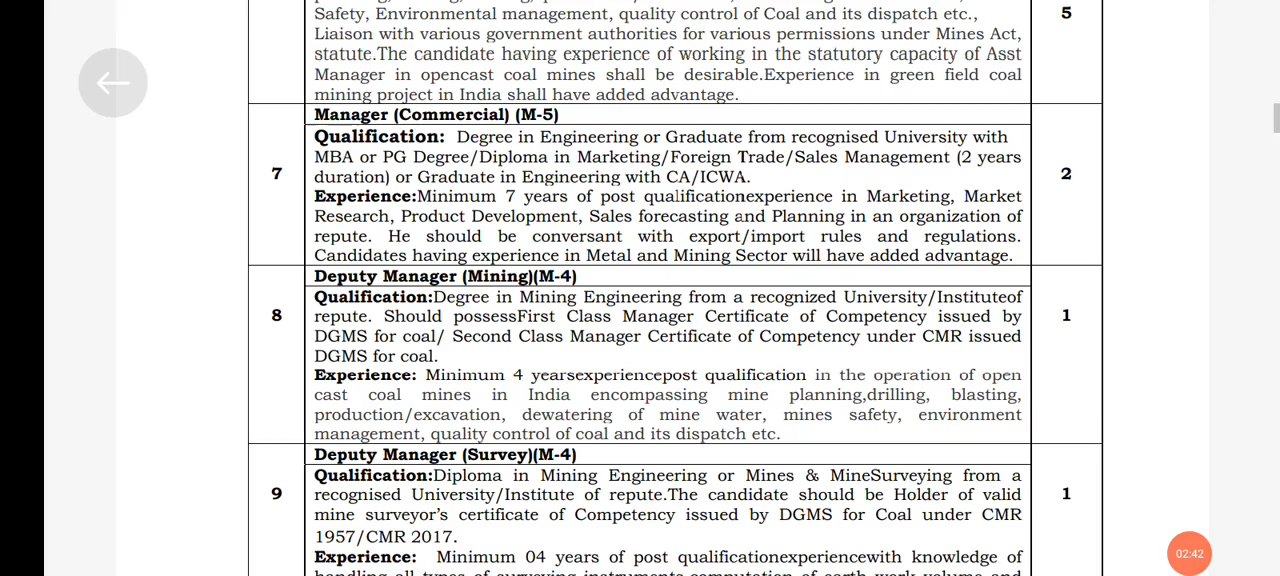 Safety, Environmental management, quality control of Coal and its dispatch etc.,
5
Liaison with various government authorities for various permissions under Mines Act,
statute.The candidate having experience of working in the statutory capacity of Asst
Manager in opencast coal mines shall be desirable.Experience in green field coal
mining project in India shall have added advantage.
Manager (Commercial) (M-5)
Qualification: Degree in Engineering or Graduate from recognised University with
MBA or PG Degree/Diploma in Marketing/Foreign Trade/Sales Management (2 years
7
2
duration) or Graduate in Engineering with CA/ICWA.
Experience:Minimum 7 years of post qualificationexperience in Marketing, Market
Research, Product Development, Sales forecasting and Planning in an organization of
repute. He should be conversant with export/import rules and regulations.
Candidates having experience in Metal and Mining Sector will have added advantage.
Deputy Manager (Mining)(M-4)
Qualification:Degree in Mining Engineering from a recognized University/Instituteof
8
repute. Should possessFirst Class Manager Certificate of Competency issued by
1
DGMS for coal/ Second Class Manager Certificate of Competency under CMR issued
DGMS for coal.
Experience: Minimum 4 yearsexperiencepost qualification in the operation of open
cast coal mines in India encompassing mine planning,drilling, blasting,
production/excavation, dewatering of mine water, mines safety, environment
management, quality control of coal and its dispatch etc.
Deputy Manager (Survey)(M-4)
Qualification:Diploma in Mining Engineering or Mines & MineSurveying from a
9
recognised University/Institute of repute.The candidate should be Holder of valid
1
mine surveyor's certificate of Competency issued by DGMS for Coal under CMR
1957/CMR 2017.
Experience: Minimum 04 years of post qualificationexperiencewith knowledge of
02:42